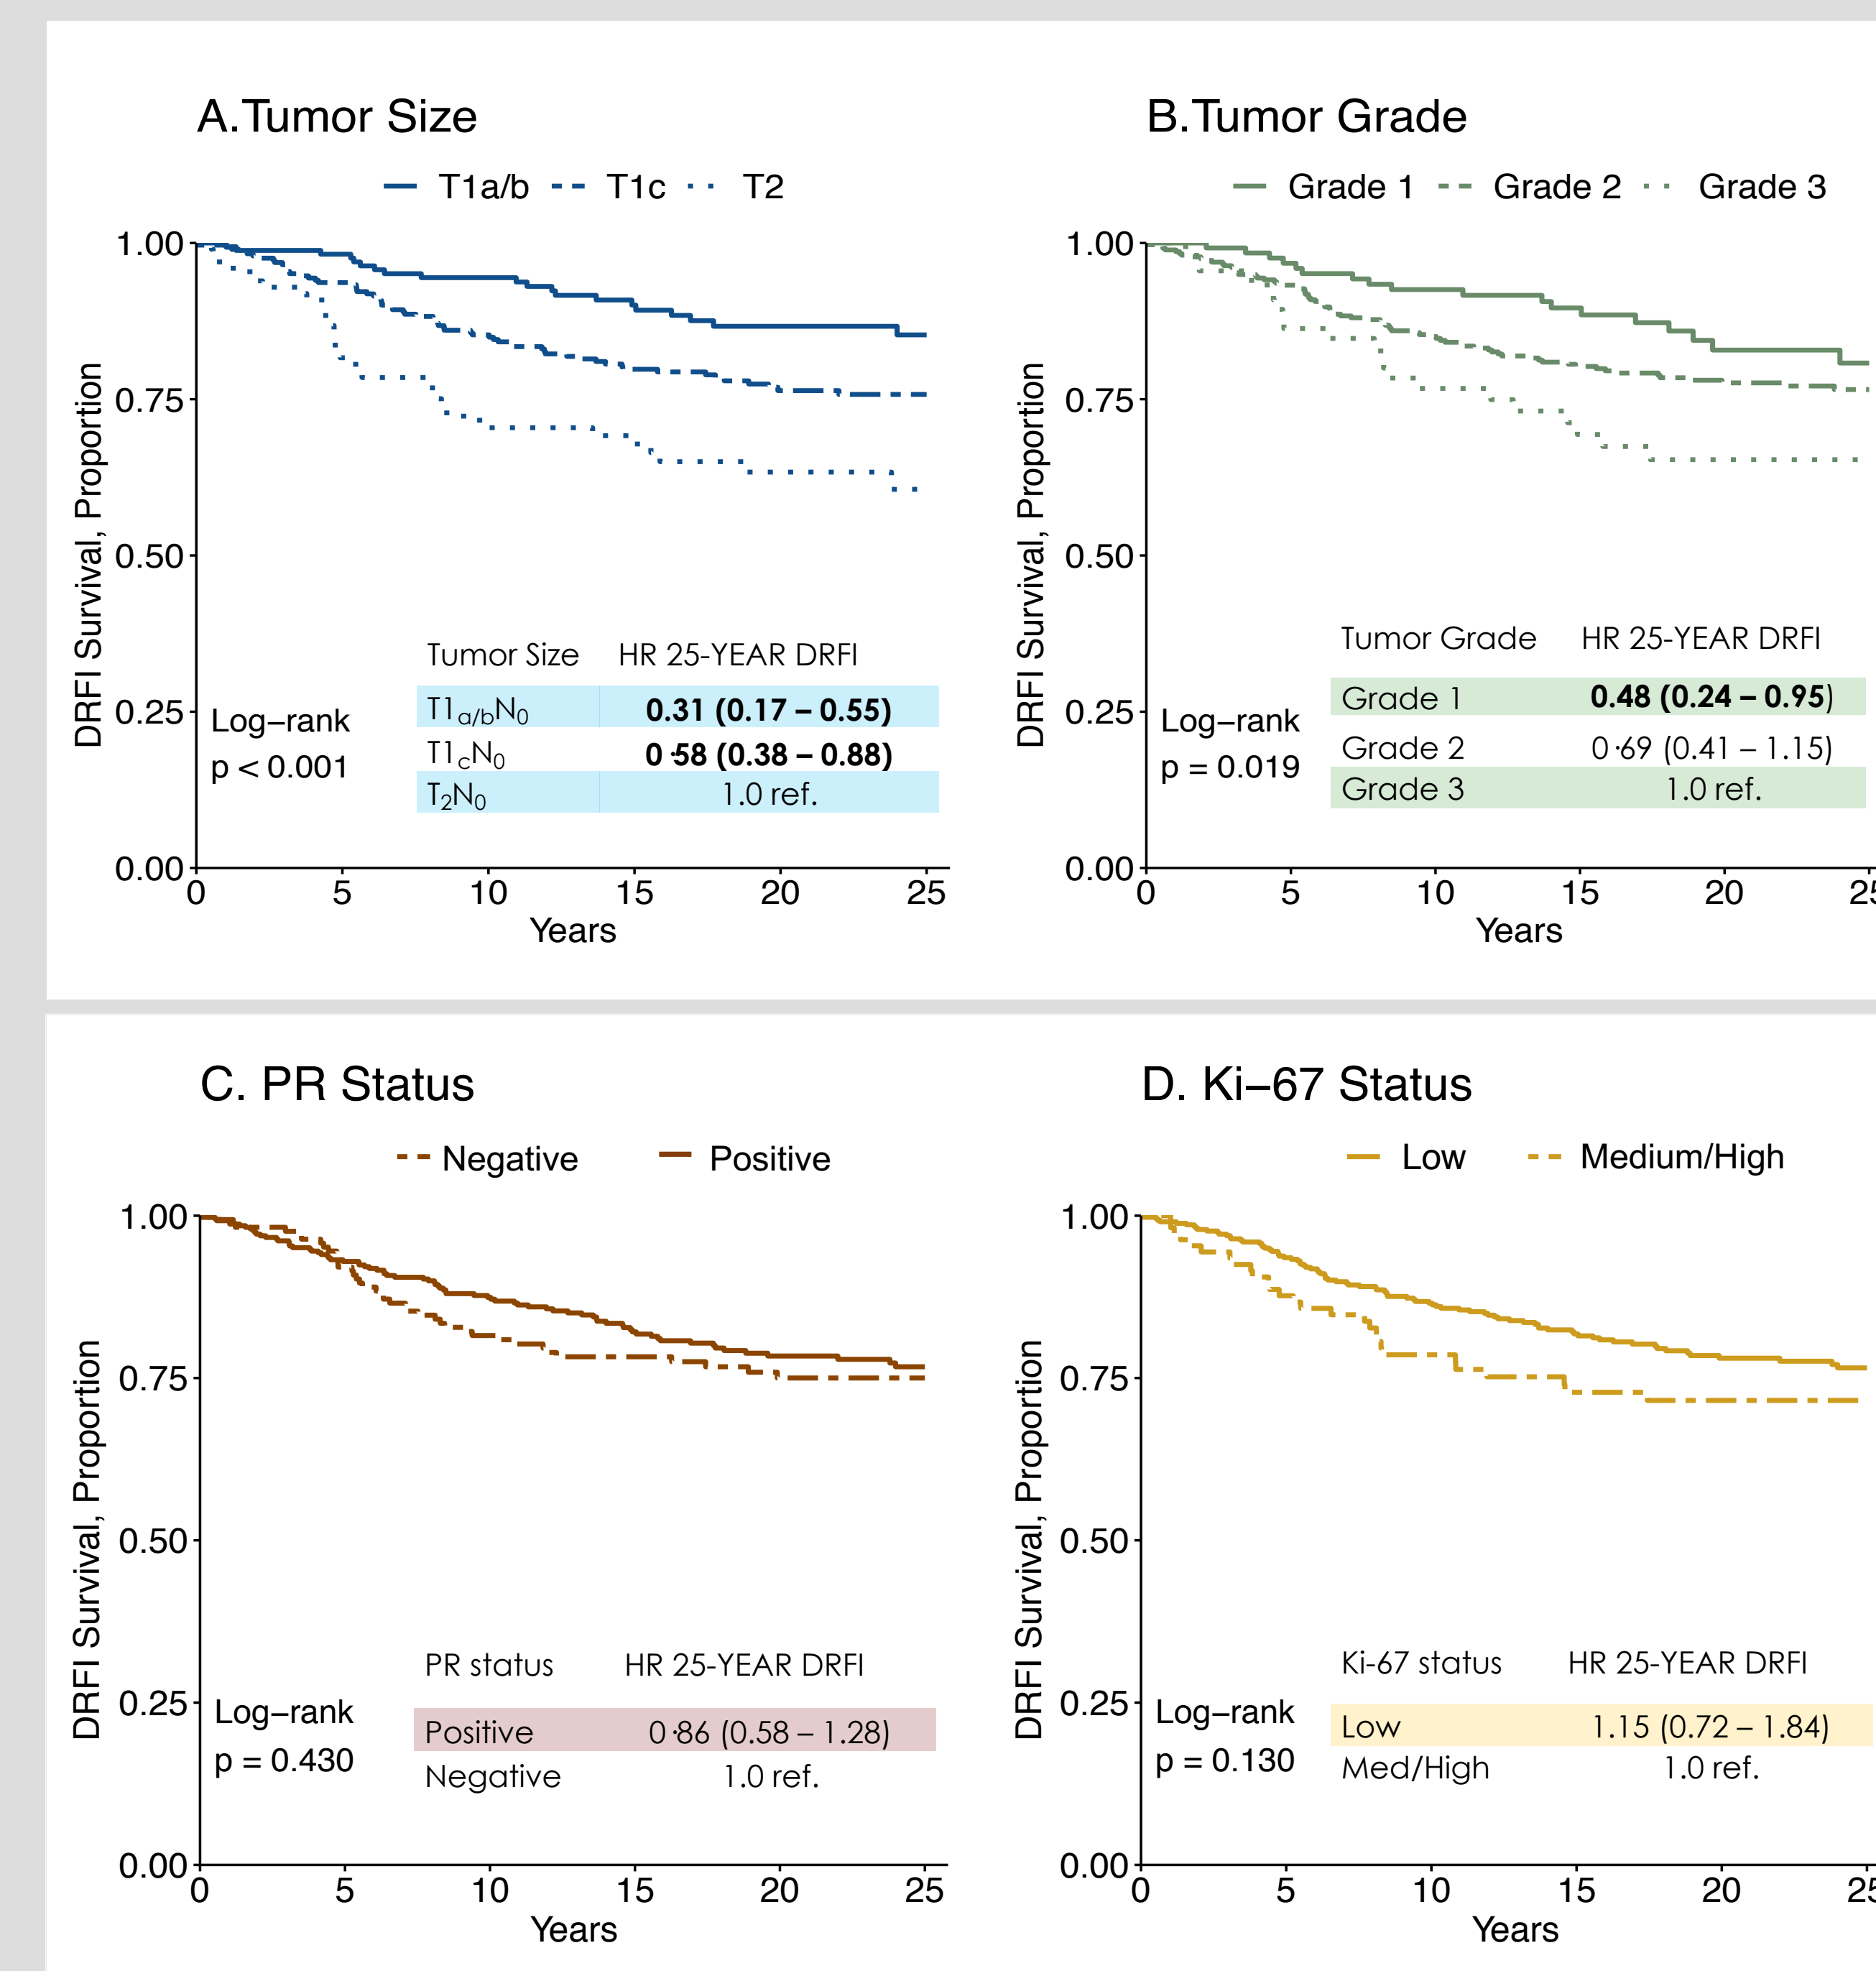 A.Tumor Size
T1a/b T1c T2
DRFI Survival, Proportion
1.00
0.75
0.50
0.25
0.00
Tumor Size HR 25-YEAR DRFI
T1a/bN0 0.31 (0.17 – 0.55)
T1cN0 0·58 (0.38 – 0.88)
T2N0 1.0 ref.
Log−rank
p < 0.001
0 5 10 15 20 25
Years
B.Tumor Grade
Grade 1 Grade 2 Grade 3
DRFI Survival, Proportion
1.00
0.75
0.50
0.25
0.00
Tumor Grade HR 25-YEAR DRFI
Grade 1 0.48 (0.24 – 0.95)
Grade 2 0·69 (0.41 – 1.15)
Grade 3 1.0 ref.
Log−rank
p = 0.019
0 5 10 15 20 25
Years
C. PR Status
Negative Positive
DRFI Survival, Proportion
1.00
0.75
0.50
0.25
0.00
PR status HR 25-YEAR DRFI
Positive 0·86 (0.58 – 1.28)
Negative 1.0 ref.
Log−rank
p = 0.430
0 5 10 15 20 25
Years
D. Ki−67 Status
Low Medium/High
DRFI Survival, Proportion
1.00
0.75
0.50
0.25
0.00
Ki-67 status HR 25-YEAR DRFI
Low 1.15 (0.72 – 1.84)
Med/High 1.0 ref.
Log−rank
p = 0.130
0 5 10 15 20 25
Years